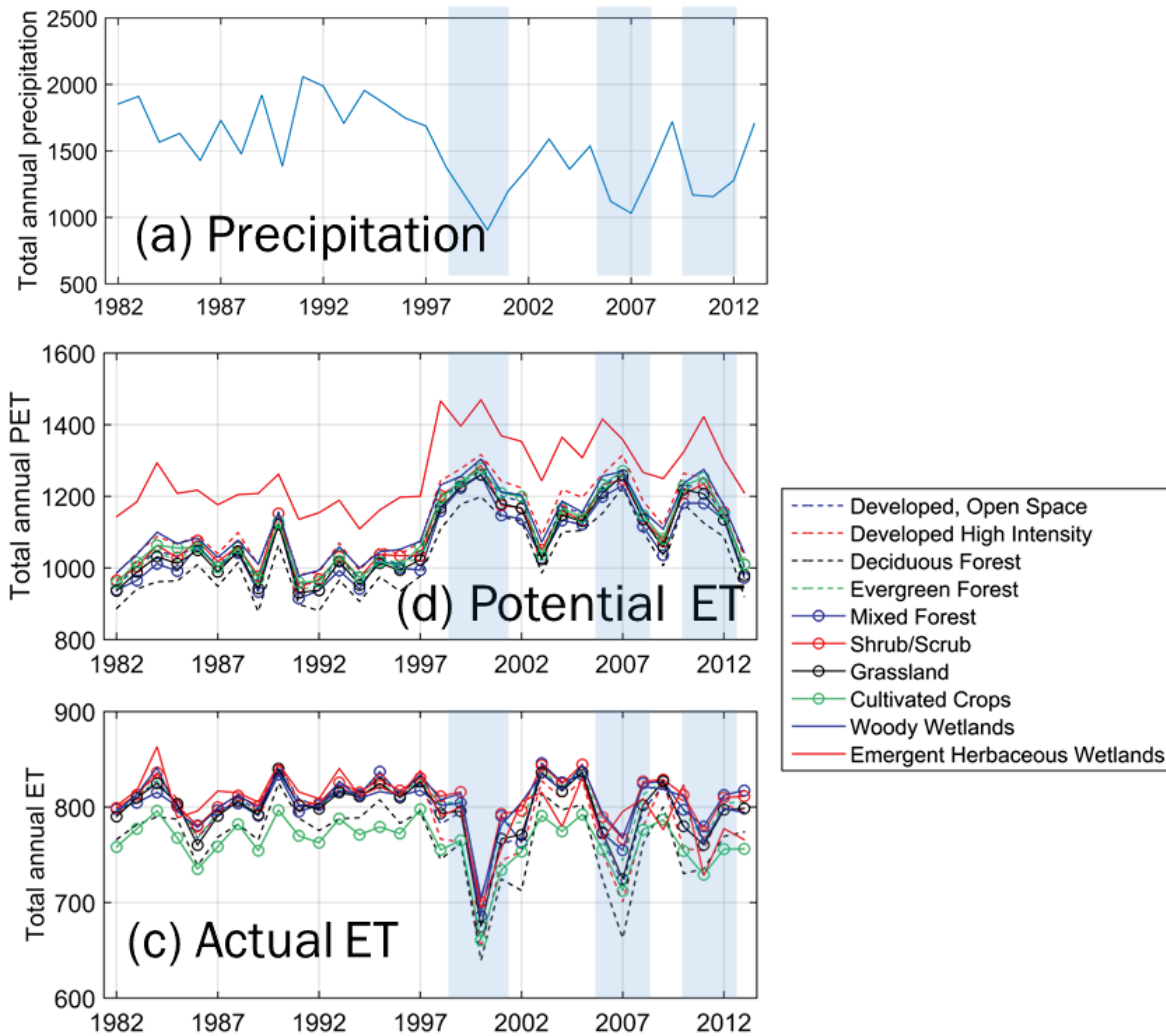 2500
2000
1500
1000
500
Total annual precipitation
(a) Precipitation
1982 1987 1992 1997 2002 2007 2012
1600
1400
1200
1000
800
Total annual PET
(d) Potential ET
1982 1987 1992 1997 2002 2007 2012
900
800
700
600
Total annual ET
(c) Actual ET
1982 1987 1992 1997 2002 2007 2012
Developed, Open Space
Developed High Intensity
Deciduous Forest
Evergreen Forest
Mixed Forest
Shrub/Scrub
Grassland
Cultivated Crops
Woody Wetlands
Emergent Herbaceous Wetlands